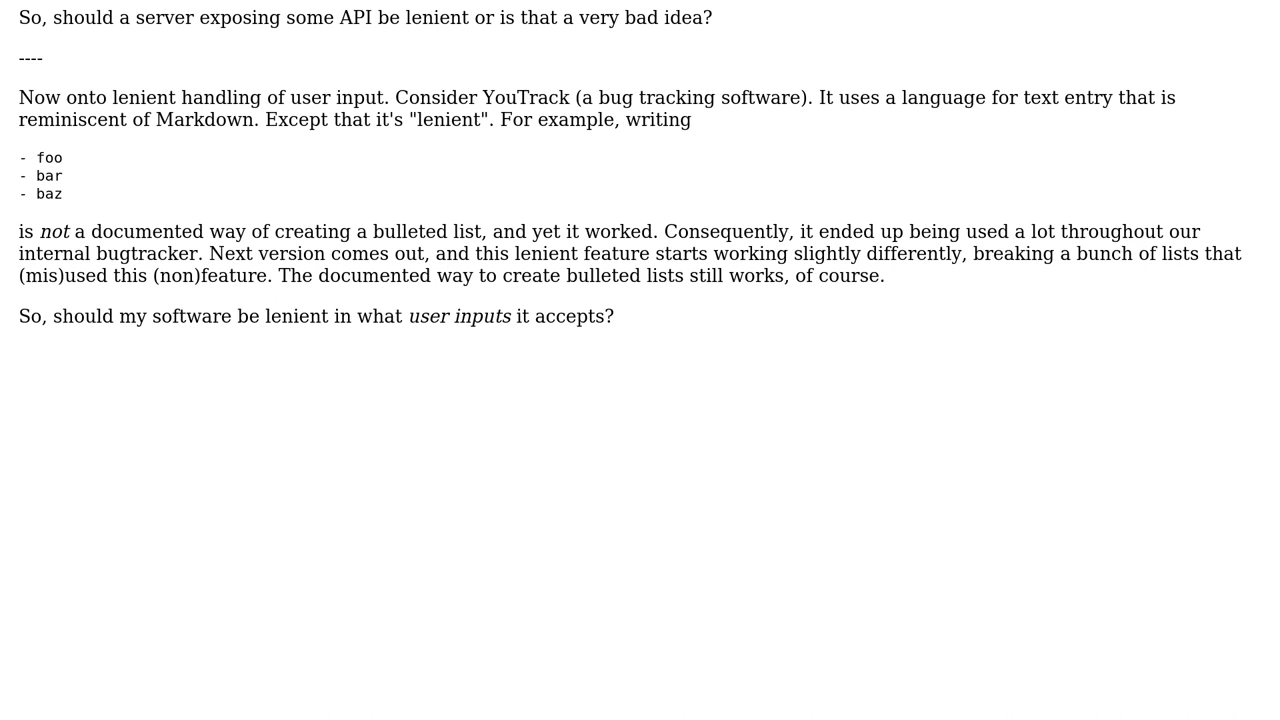 So, should a server exposing some API be lenient or is that a very bad idea?
----
Now onto lenient handling of user input. Consider YouTrack (a bug tracking software). It uses a language for text entry that is
reminiscent of Markdown. Except that it's "lenient". For example, writing
- foo
- bar
- baz
is not a documented way of creating a bulleted list, and yet it worked. Consequently, it ended up being used a lot throughout our
internal bugtracker. Next version comes out, and this lenient feature starts working slightly differently, breaking a bunch of lists that
(mis)used this (non)feature. The documented way to create bulleted lists still works, of course.
So, should my software be lenient in what user inputs it accepts?